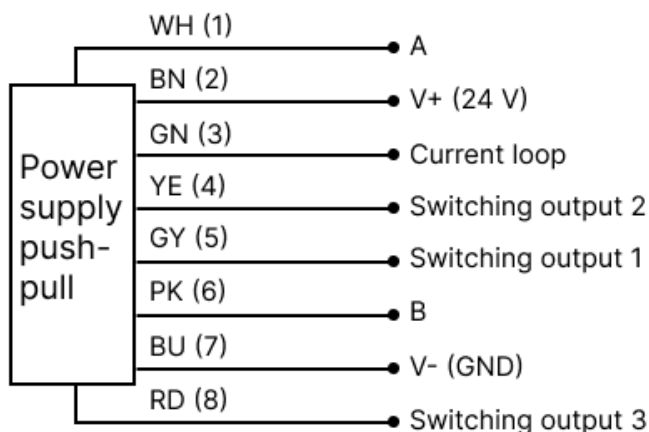 WH (1)
A
BN (2)
V+ (24 V)
GN (3)
Current loop
Power
supply
push-
pull
YE (4)
Switching output 2
GY (5)
Switching output 1
PK (6)
B
BU (7)
V- (GND)
RD (8)
Switching output 3